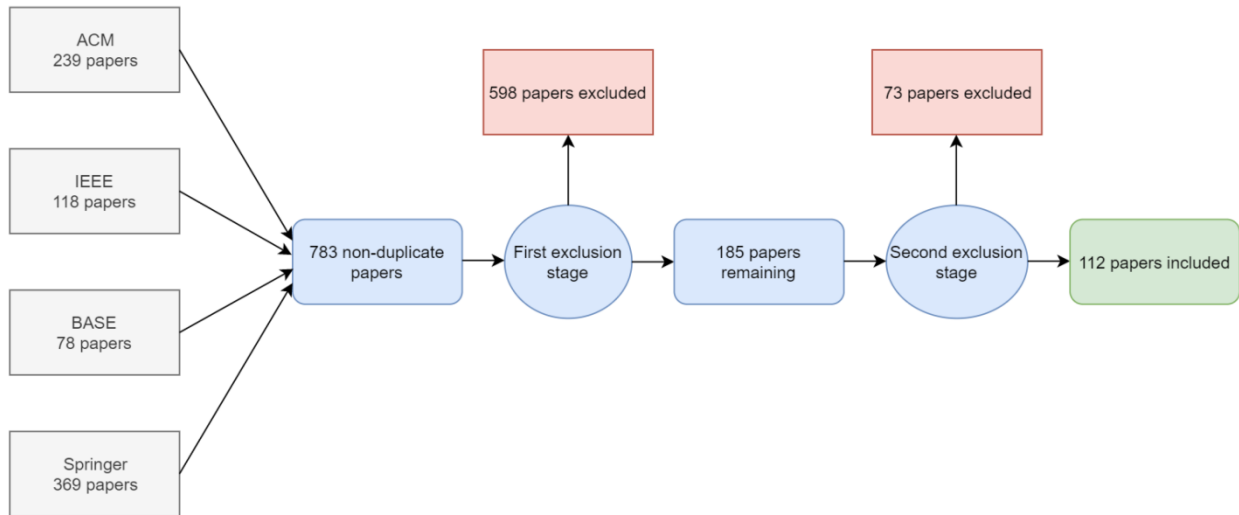 ACM
239 papers
IEEE
118 papers
BASE
78 papers
Springer
369 papers
783 non-duplicate
papers
First exclusion
stage
598 papers excluded
185 papers
remaining
Second exclusion
stage
73 papers excluded
112 papers included